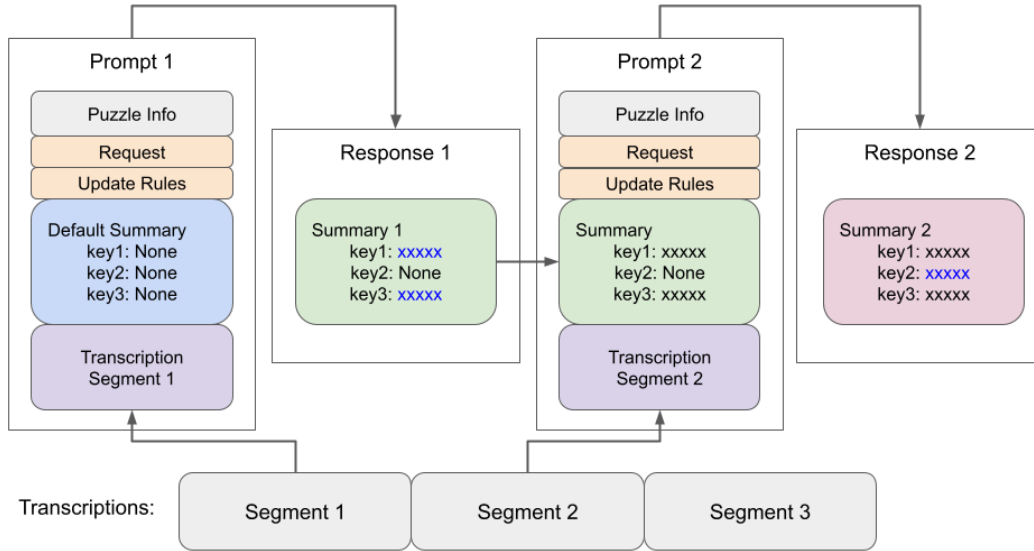 Prompt 1
Puzzle Info
Request
Update Rules
Default Summary
key1: None
key2: None
key3: None
Transcription
Segment 1
Response 1
Summary 1
key1: xxxxx
key2: None
key3: xxxxx
Prompt 2
Puzzle Info
Request
Update Rules
Summary
key1: xxxxx
key2: None
key3: xxxxx
Transcription
Segment 2
Response 2
Summary 2
key1: xxxxx
key2: xxxxx
key3: xxxxx
Transcriptions:
Segment 1
Segment 2
Segment 3